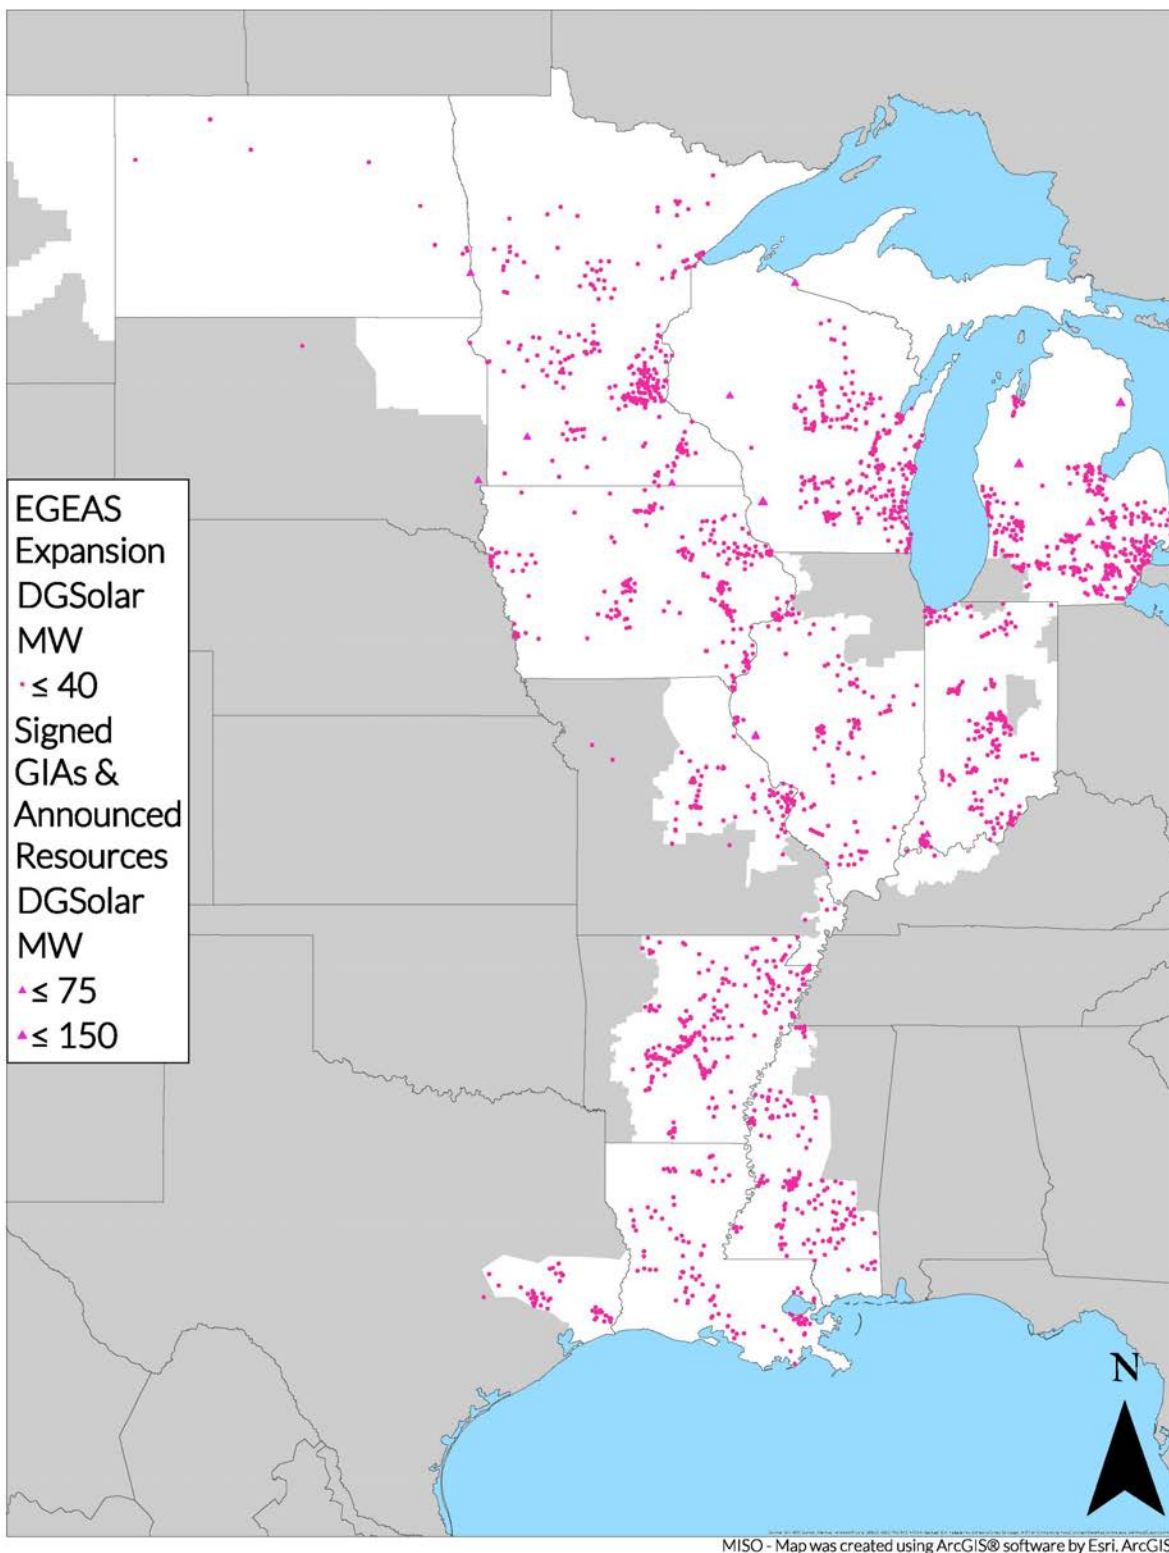 EGEAS
Expansion
DGSolar
MW
≤ 40
Signed
GIAs &
Announced
Resources
DGSolar
MW
≤ 75
≤ 150
N
MISO - Map was created using ArcGIS® software by Esri. ArcGIS